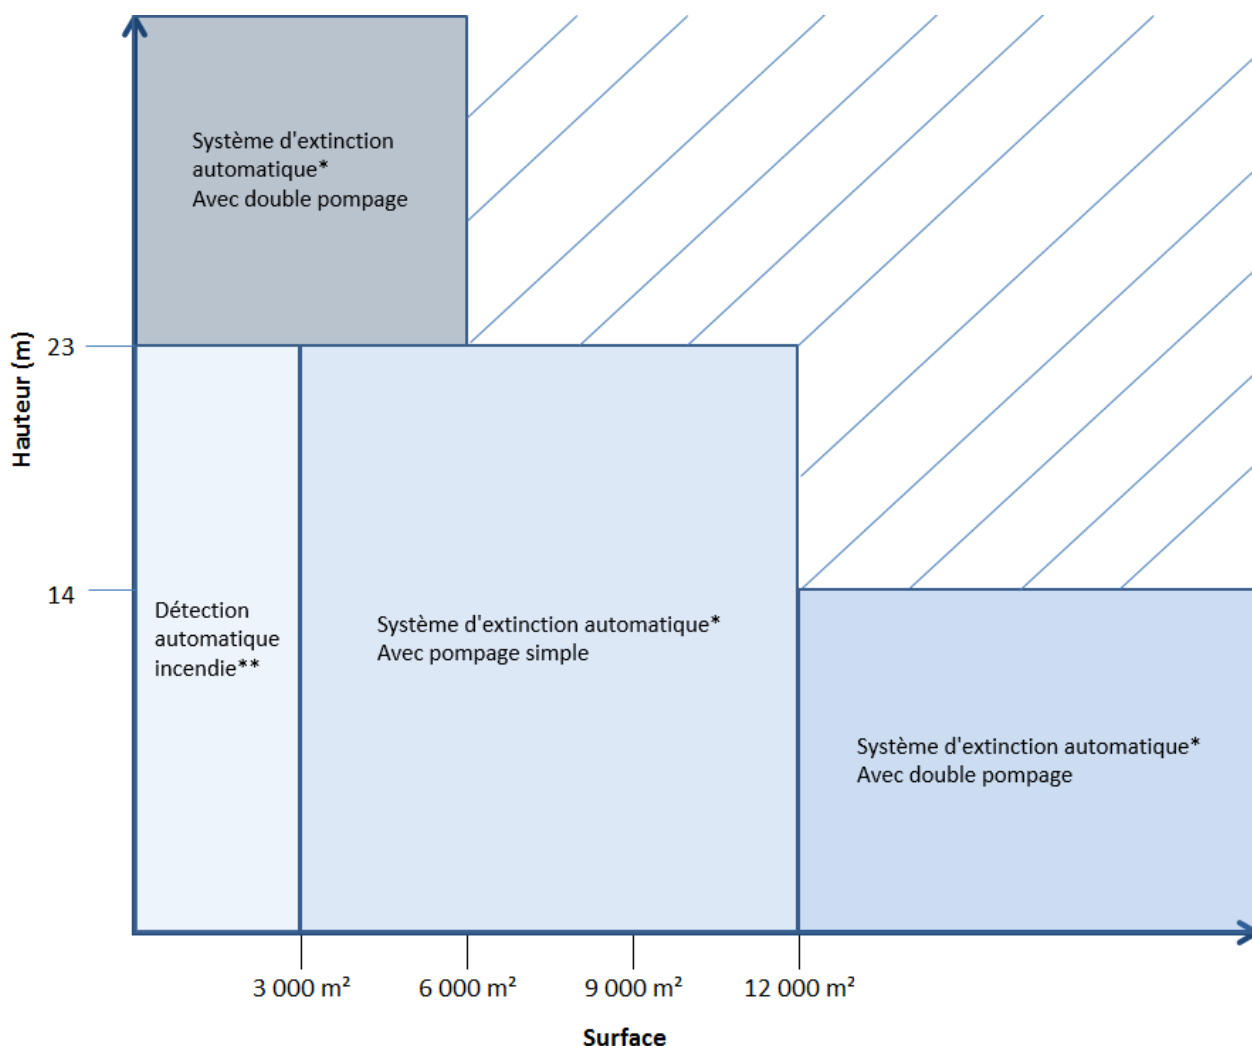 Système d'extinction
automatique*
Avec double pompage
Hauteur (m)
23
14
Détection
automatique
incendie**
Système d'extinction automatique*
Avec pompage simple
Système d'extinction automatique*
Avec double pompage
3 000 m²
6 000 m²
9 000 m²
12 000 m²
Surface